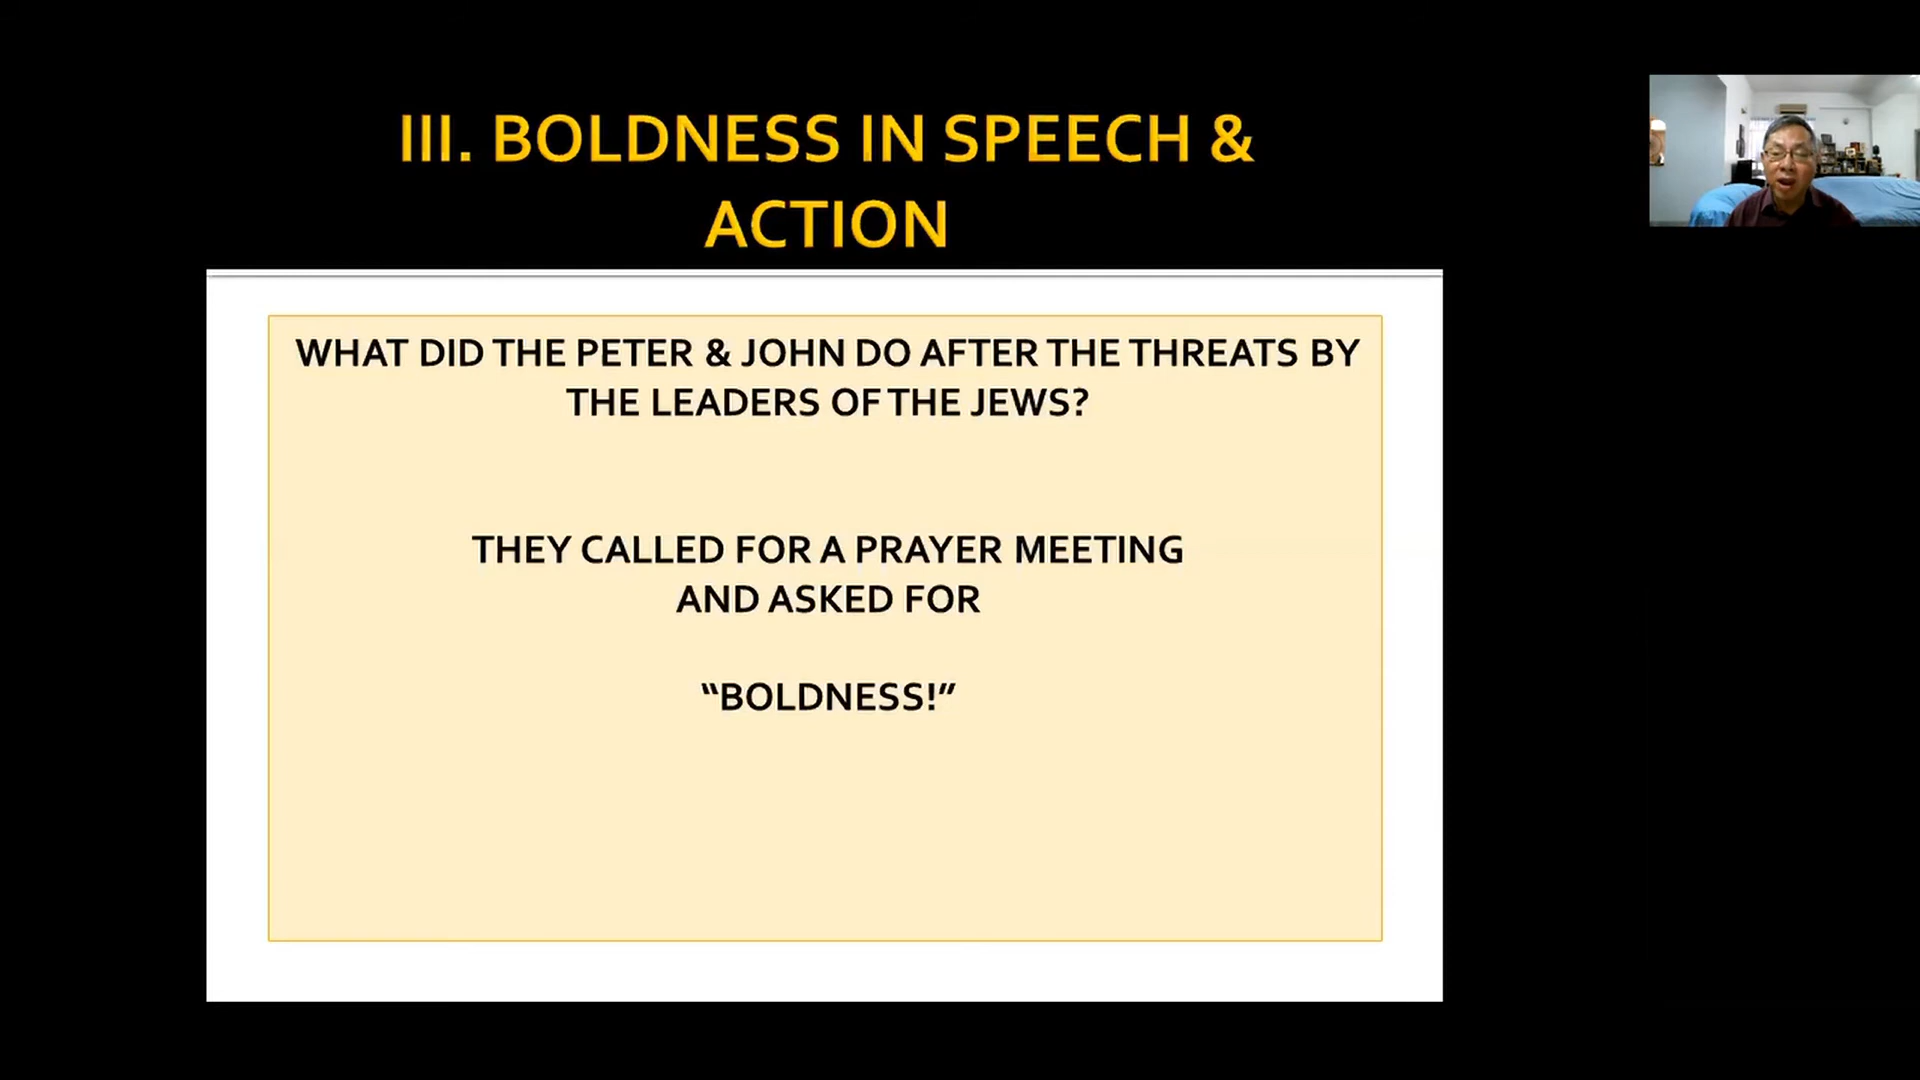 III. BOLDNESS IN SPEECH &
ACTION
WHAT DID THE PETER & JOHN DO AFTER THE THREATS BY
THE LEADERS OF THE JEWS?
THEY CALLED FOR A PRAYER MEETING
AND ASKED FOR
“BOLDNESS!”